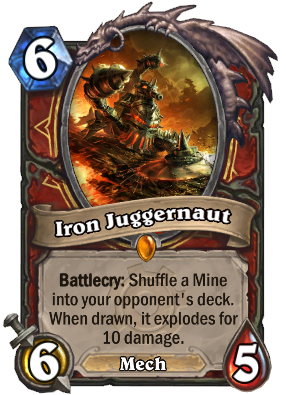 6
Iron Juggernaut
Battlecry: Shuffle a Mine
into your opponent's deck.
When drawn, it explodes for
10 damage.
6
Mech
5